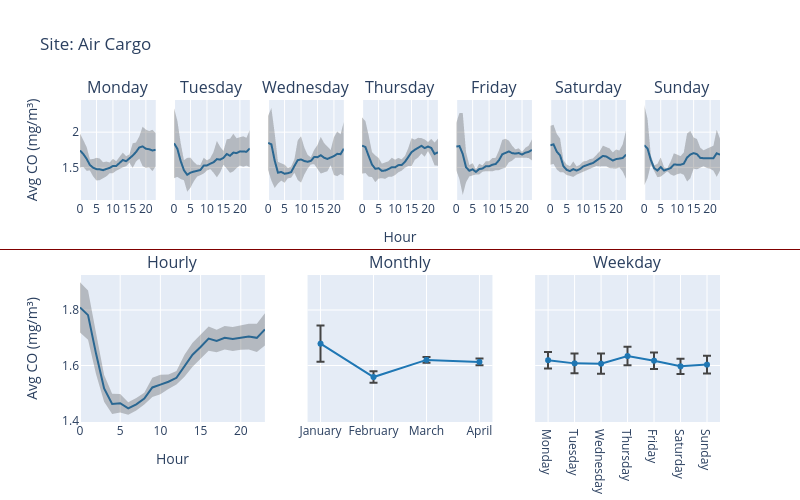 Site: Air Cargo
Monday Tuesday Wednesday Thursday Friday Saturday Sunday
Avg CO (mg/m³)
2
1.5
0 5 10 15 20 0 5 10 15 20 0 5 10 15 20 0 5 10 15 20 0 5 10 15 20 0 5 10 15 20 0 5 10 15 20
Hour
Hourly Monthly Weekday
Avg CO (mg/m³)
1.8
1.6
1.4
0 5 10 15 20
Hour
January February March April
Monday
Tuesday
Wednesday
Thursday
Friday
Saturday
Sunday